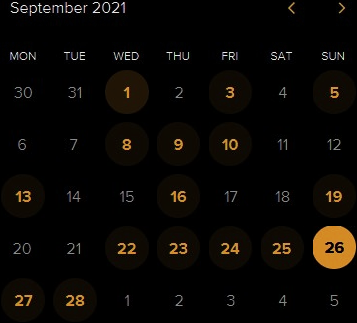 September 2021
MON TUE WED THU FRI SAT SUN
30 31 1 2 3 4 5
6 7 8 9 10 11 12
13 14 15 16 17 18 19
20 21 22 23 24 25 26
27 28 1 2 3 4 5